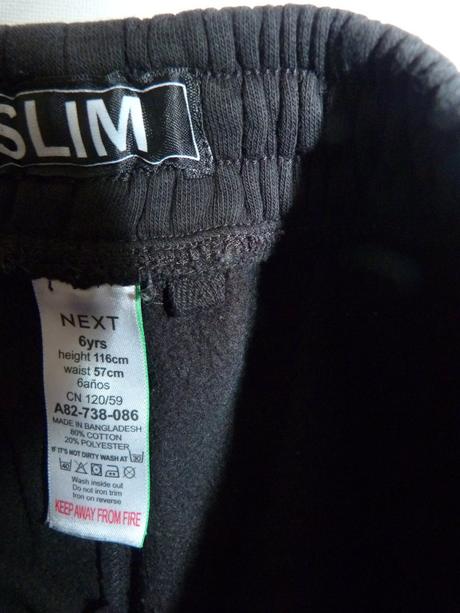 SLIM
NEXT
6yrs
height 116cm
waist 57cm
6años
CN 120/59
A82-738-086
MADE IN BANGLADESH
80% COTTON
20% POLYESTER
IF IT'S NOT DIRTY WASH AT 30
40
Wash inside out
Do not iron trim
Iron on reverse
KEEP AWAY FROM FIRE